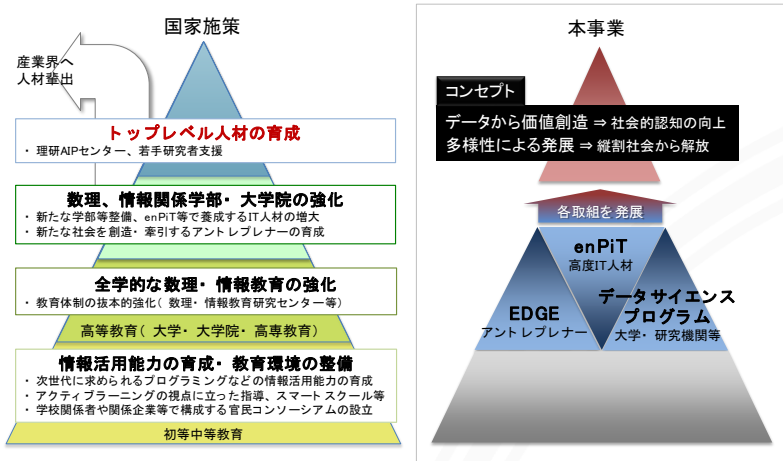 国家施策
産業界へ
人材輩出
トップレベル人材の育成
・ 理研AIPセンター、若手研究者支援
数理、情報関係学部・大学院の強化
・ 新たな学部等整備、enPiT等で養成するIT人材の増大
・ 新たな社会を創造・牽引するアントレプレナーの育成
全学的な数理・情報教育の強化
・ 教育体制の抜本的強化(数理・情報教育研究センター等)
高等教育(大学・大学院・高専教育)
情報活用能力の育成・教育環境の整備
・ 次世代に求められるプログラミングなどの情報活用能力の育成
・ アクティブラーニングの視点に立った指導、スマートスクール等
・ 学校関係者や関係企業等で構成する官民コンソーシアムの設立
初等中等教育
本事業
コンセプト
データから価値創造 ⇒ 社会的認知の向上
多様性による発展 ⇒ 縦割社会から解放
各取組を発展
enPiT
高度IT人材
EDGE
アントレプレナー
データサイエンス
プログラム
大学・研究機関等